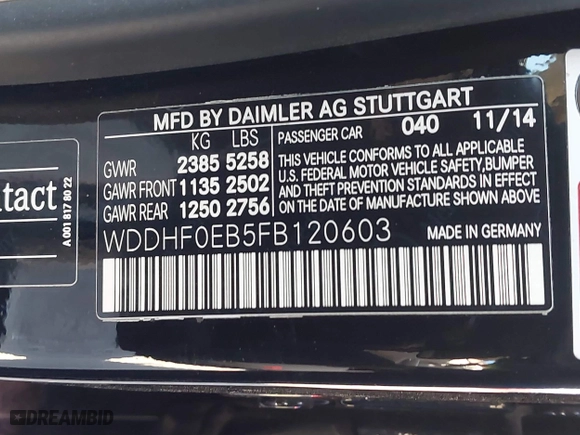 MFD BY DAIMLER AG STUTTGART
KG LBS
GVWR 2385 5258
GAWR FRONT 1135 2502
GAWR REAR 1250 2756
PASSENGER CAR 040 11/14
THIS VEHICLE CONFORMS TO ALL APPLICABLE
U.S. FEDERAL MOTOR VEHICLE SAFETY, BUMPER
AND THEFT PREVENTION STANDARDS IN EFFECT
ON THE DATE OF MANUFACTURE SHOWN ABOVE
WDDHF0EB5FB120603
MADE IN GERMANY
tact
A 001 817 80 22
DREAMBID